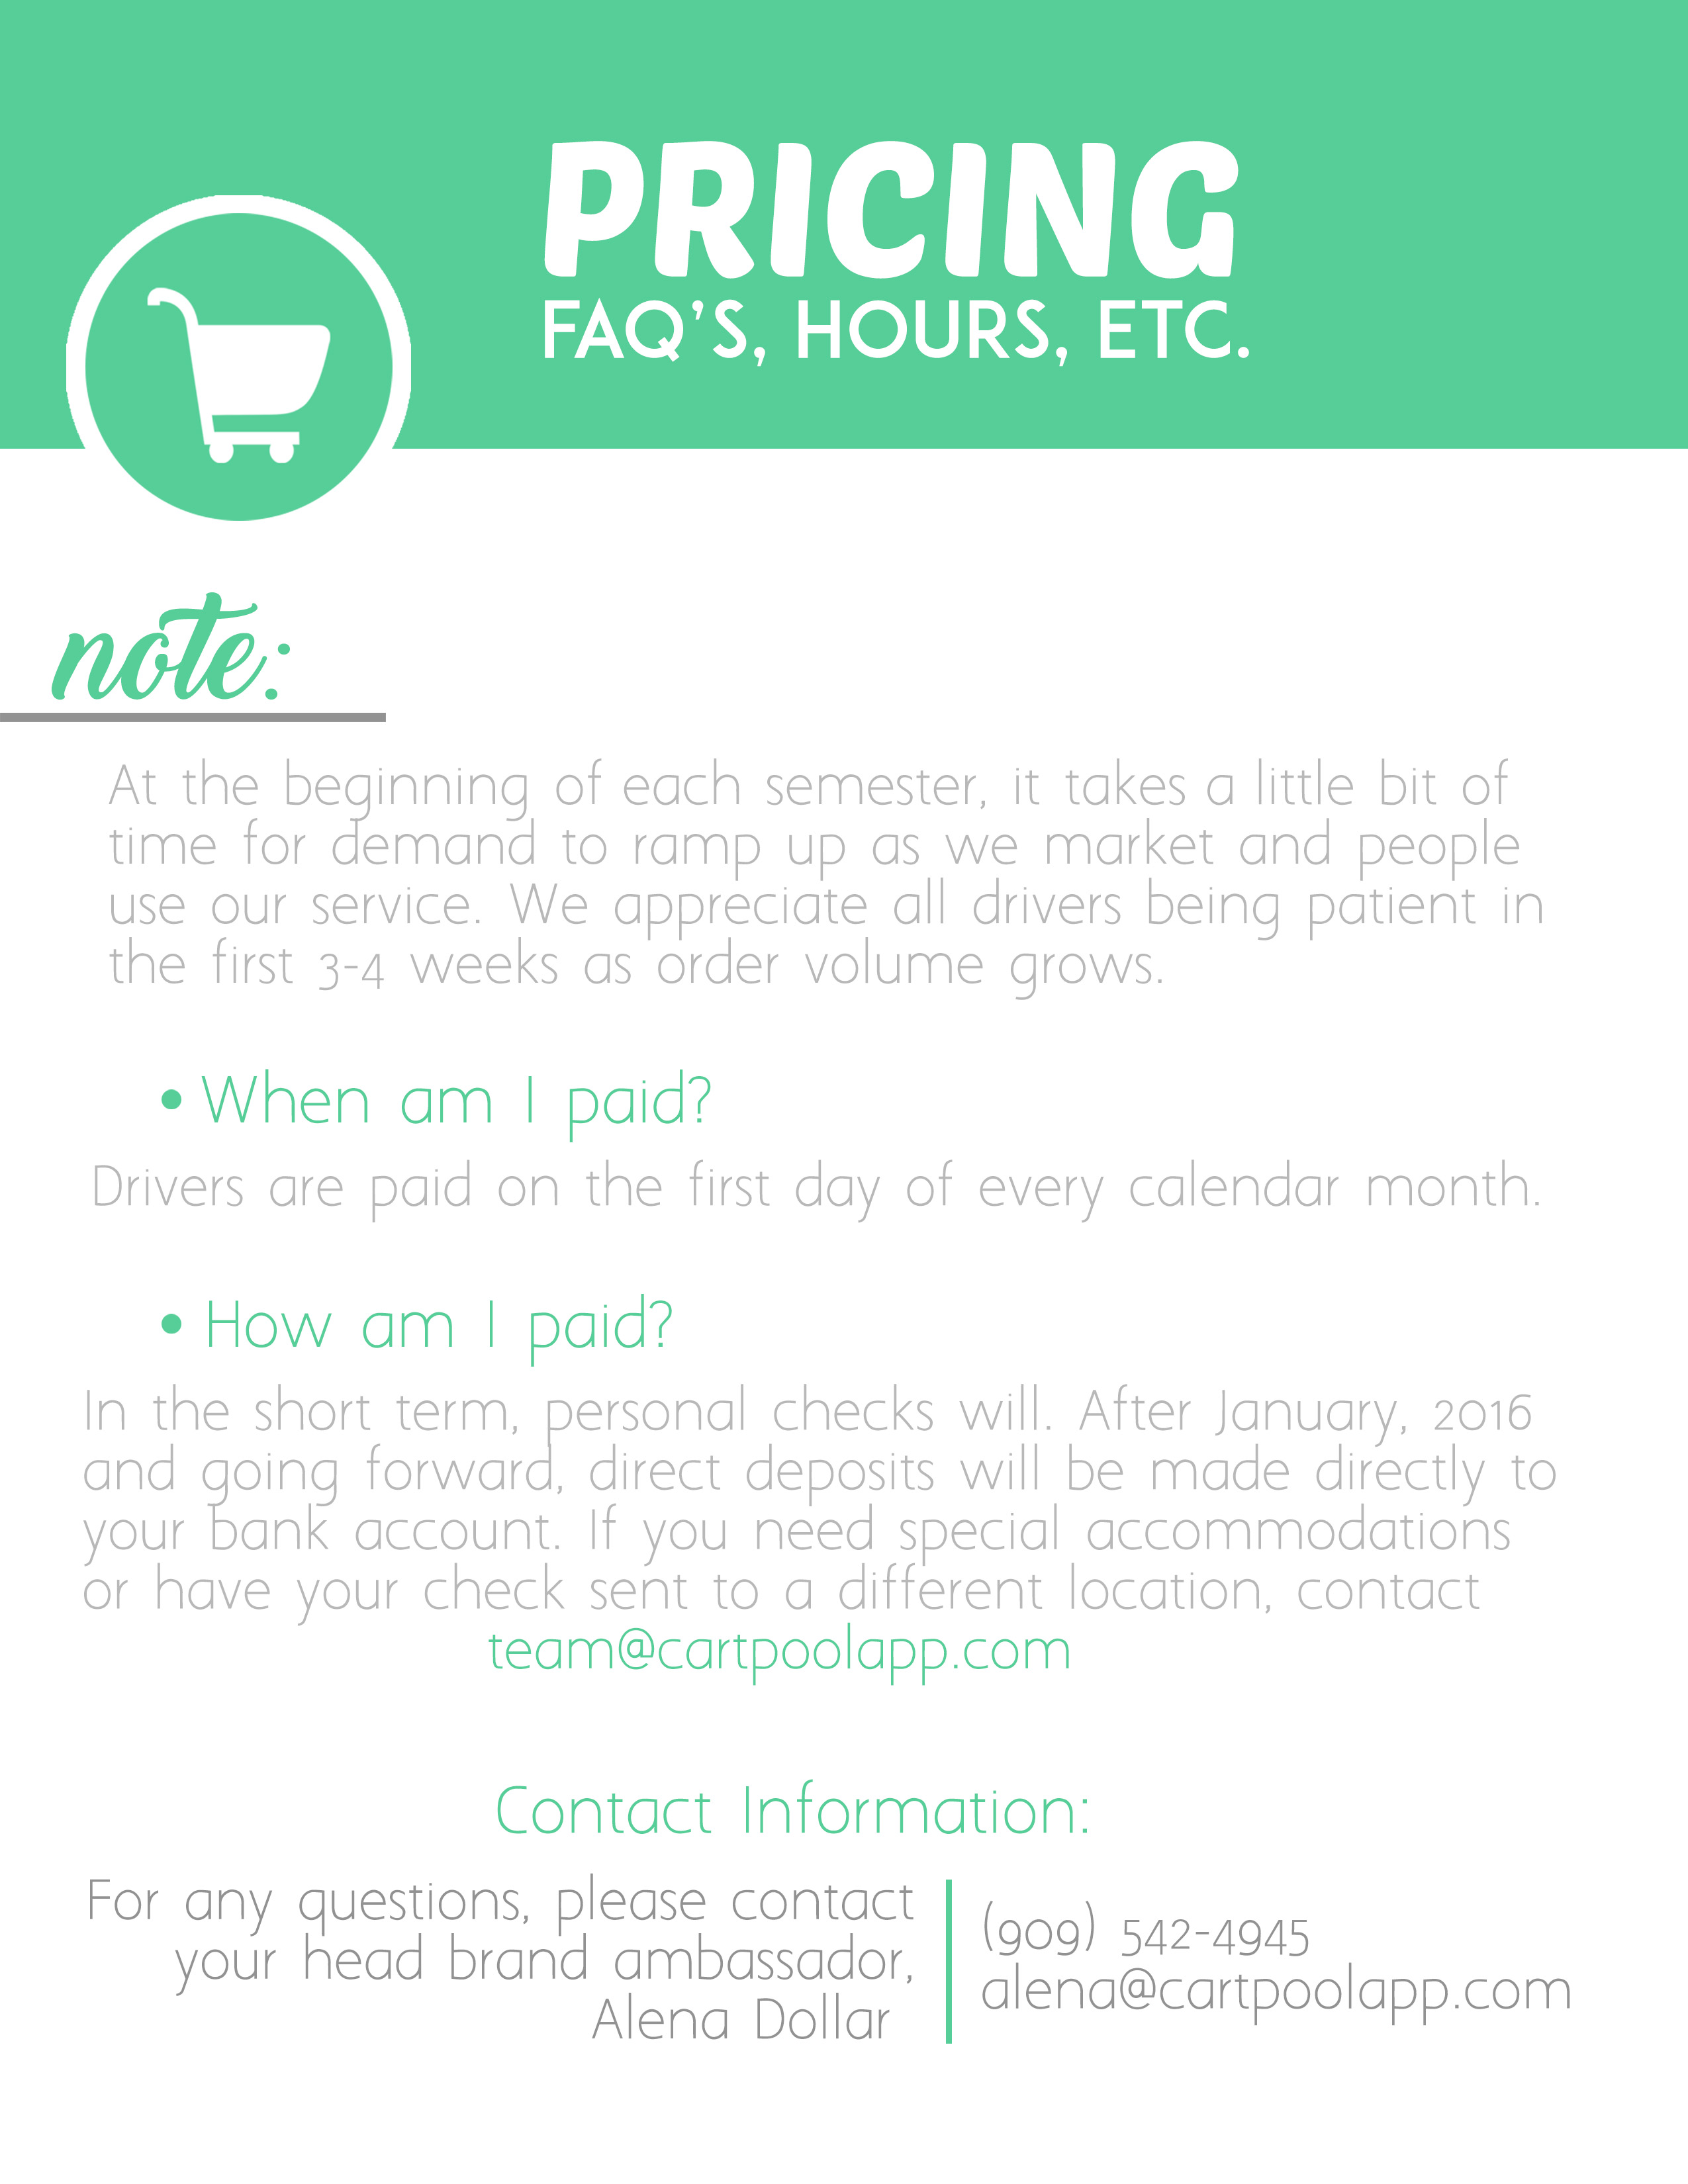 PRICING
FAQ'S, HOURS, ETC.
note:
At the beginning of each semester, it takes a little bit of
time for demand to ramp up as we market and people
use our service. We appreciate all drivers being patient in
the first 3-4 weeks as order volume grows.
• When am I paid?
Drivers are paid on the first day of every calendar month.
• How am I paid?
In the short term, personal checks will. After January, 2016
and going forward, direct deposits will be made directly to
your bank account. If you need special accommodations
or have your check sent to a different location, contact
team@cartpoolapp.com
Contact Information:
For any questions, please contact
your head brand ambassador,
Alena Dollar
(909) 542-4945
alena@cartpoolapp.com